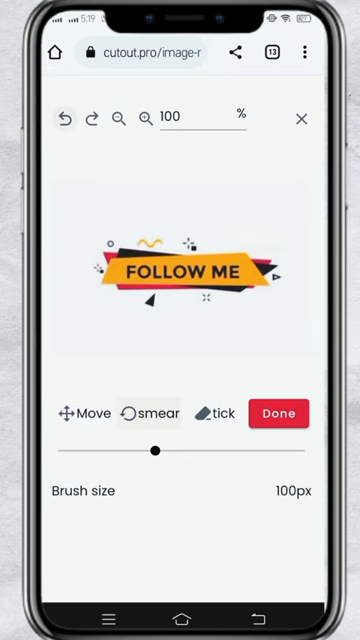 5:19
cutout.pro/image-r
13
100 %
FOLLOW ME
Move smear tick Done
Brush size 100px